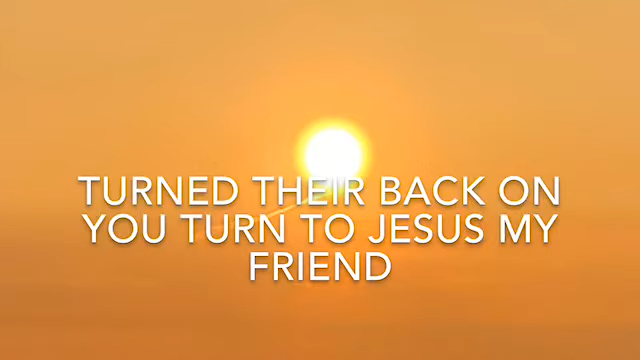 TURNED THEIR BACK ON
YOU TURN TO JESUS MY
FRIEND